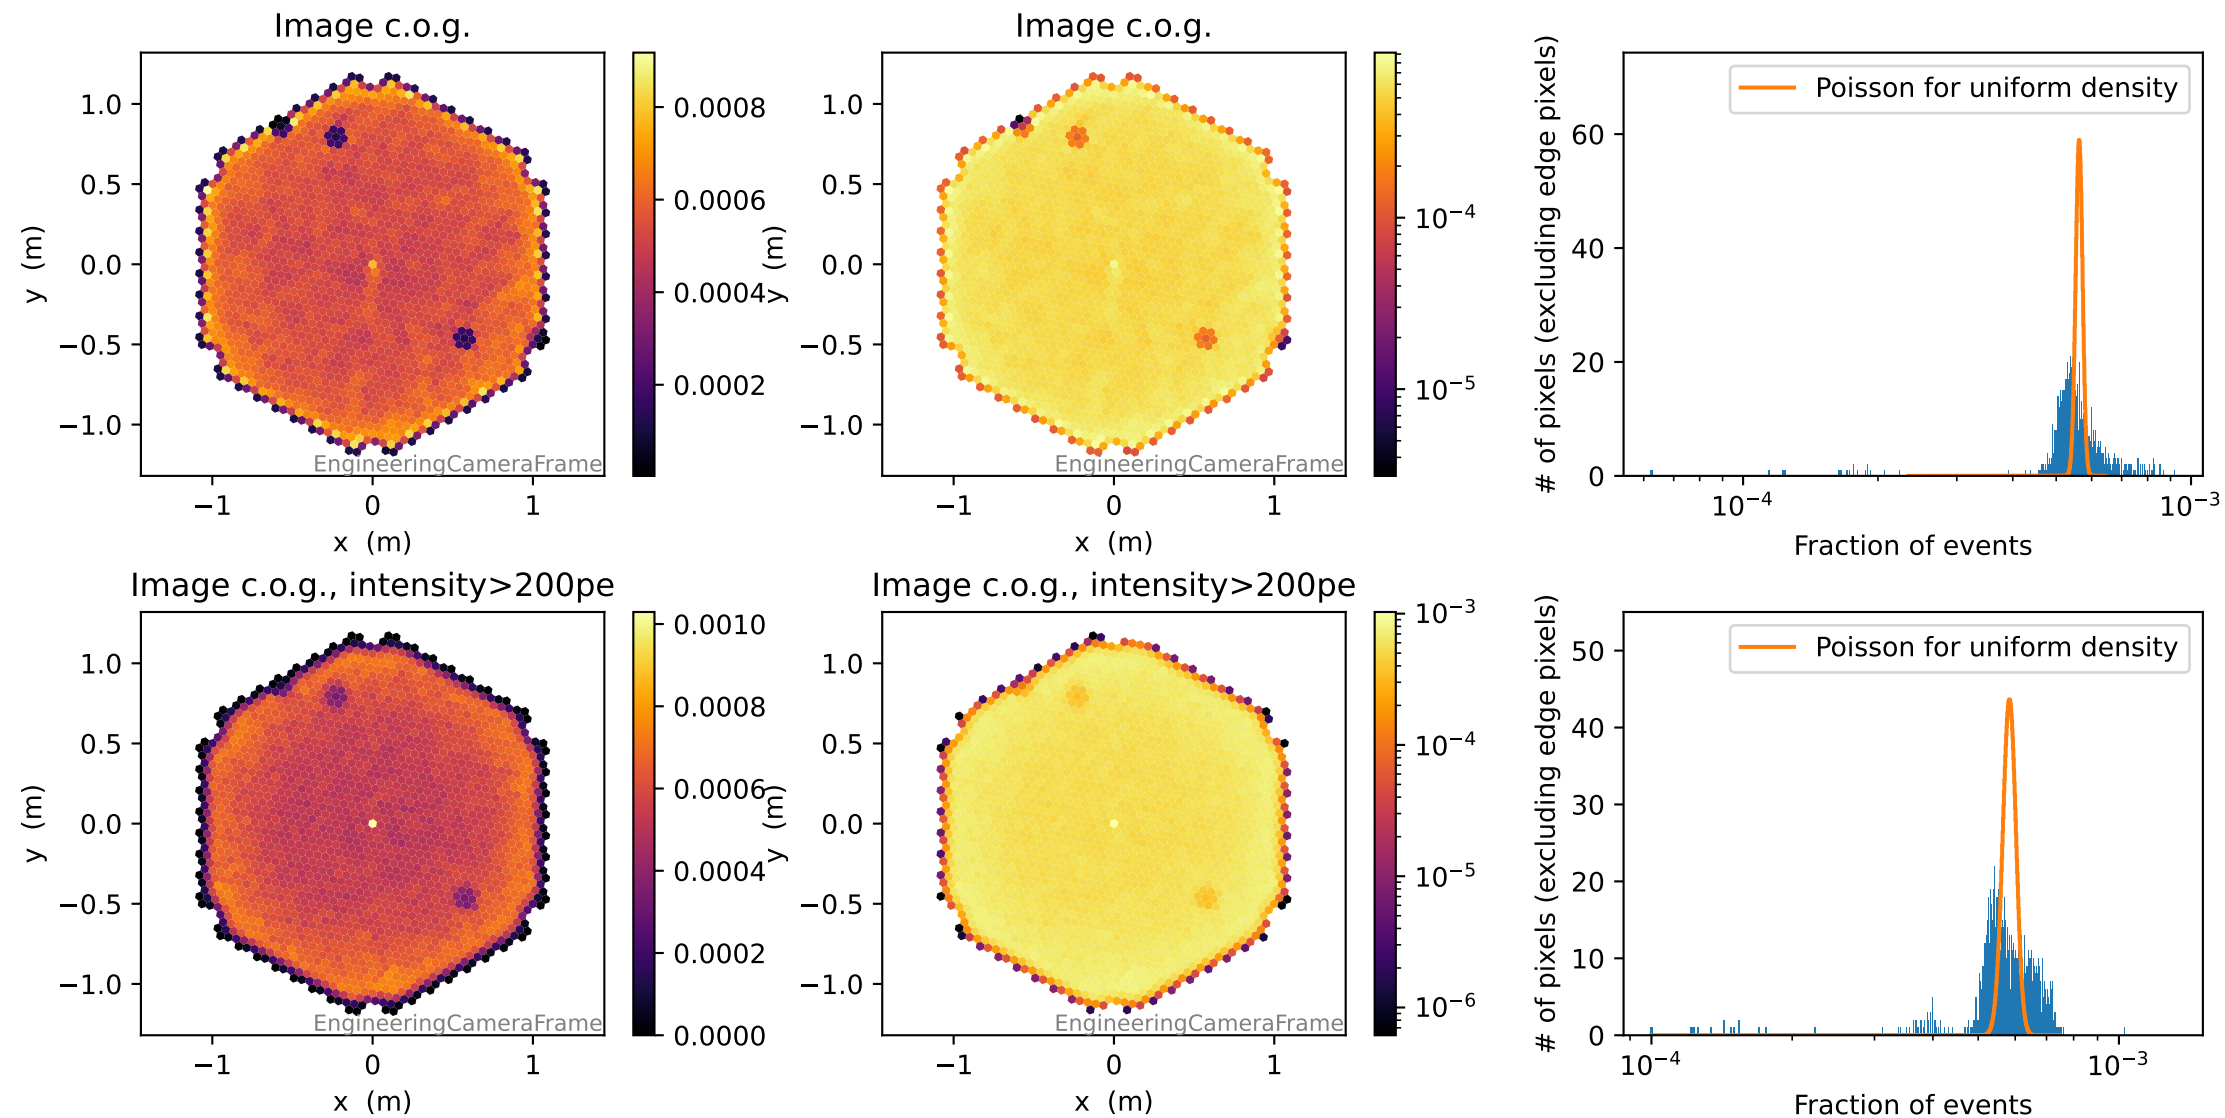 Image c.o.g.
1.0
0.5
0.0
−0.5
−1.0
y (m)
−1
0
1
x (m)
EngineeringCameraFrame
0.0008
0.0006
0.0004
0.0002
Image c.o.g.
1.0
0.5
0.0
−0.5
−1.0
y (m)
−1
0
1
x (m)
EngineeringCameraFrame
10⁻⁴
10⁻⁵
Poisson for uniform density
60
40
20
0
# of pixels (excluding edge pixels)
10⁻⁴
10⁻³
Fraction of events
Image c.o.g., intensity>200pe
1.0
0.5
0.0
−0.5
−1.0
y (m)
−1
0
1
x (m)
EngineeringCameraFrame
0.0010
0.0008
0.0006
0.0004
0.0002
0.0000
Image c.o.g., intensity>200pe
1.0
0.5
0.0
−0.5
−1.0
y (m)
−1
0
1
x (m)
EngineeringCameraFrame
10⁻³
10⁻⁴
10⁻⁵
10⁻⁶
Poisson for uniform density
50
40
30
20
10
0
# of pixels (excluding edge pixels)
10⁻⁴
10⁻³
Fraction of events